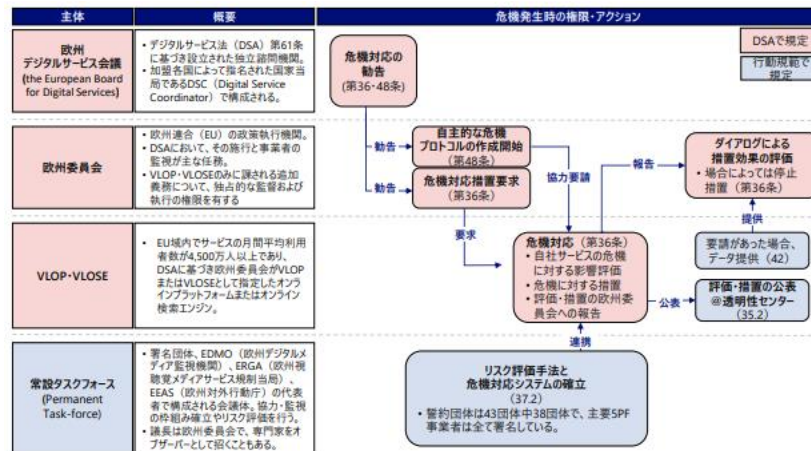 主体
概要
危機発生時の権限・アクション
欧州
デジタルサービス会議
(the European Board
for Digital Services)
• デジタルサービス法（DSA）第61条
に基づき設立された独立諮問機関。
• 加盟各国によって指名された国家当
局であるDSC（Digital Service
Coordinator）で構成される。
危機対応の
勧告
(第36・48条)
DSAで規定
行動規範で
規定
欧州委員会
• 欧州連合（EU）の政策執行機関。
• DSAにおいて、その施行と事業者の
監視が主な任務。
• VLOP・VLOSEのみに課される追加
義務について、独占的な監督および
執行の権限を有する
勧告
自主的な危機
プロトコルの作成開始
（第48条）
勧告
危機対応措置要求
（第36条）
協力要請
報告
ダイアログによる
措置効果の評価
• 場合によっては停止
措置（第36条）
要求
提供
VLOP・VLOSE
• EU域内でサービスの月間平均利用
者数が4,500万人以上であり、
DSAに基づき欧州委員会がVLOP
またはVLOSEとして指定したオンラ
インプラットフォームまたはオンライン
検索エンジン。
危機対応（第36条）
• 自社サービスの危機
に対する影響評価
• 危機に対する措置
• 評価・措置の欧州委
員会への報告
要請があった場合、
データ提供（42）
公表
評価・措置の公表
@透明性センター
(35.2)
連携
常設タスクフォース
(Permanent
Task-force)
• 署名団体、EDMO（欧州デジタルメ
ディア監視機関）、ERGA（欧州視
聴覚メディアサービス規制当局）、
EEAS（欧州対外行動庁）の代表
者で構成される会議体。協力・監視
の枠組み確立やリスク評価を行う。
• 議長は欧州委員会で、専門家をオ
ブザーバーとして招くこともある。
リスク評価手法と
危機対応システムの確立
(37.2)
• 誓約団体は43団体中38団体で、主要SPF
事業者は全て署名している。